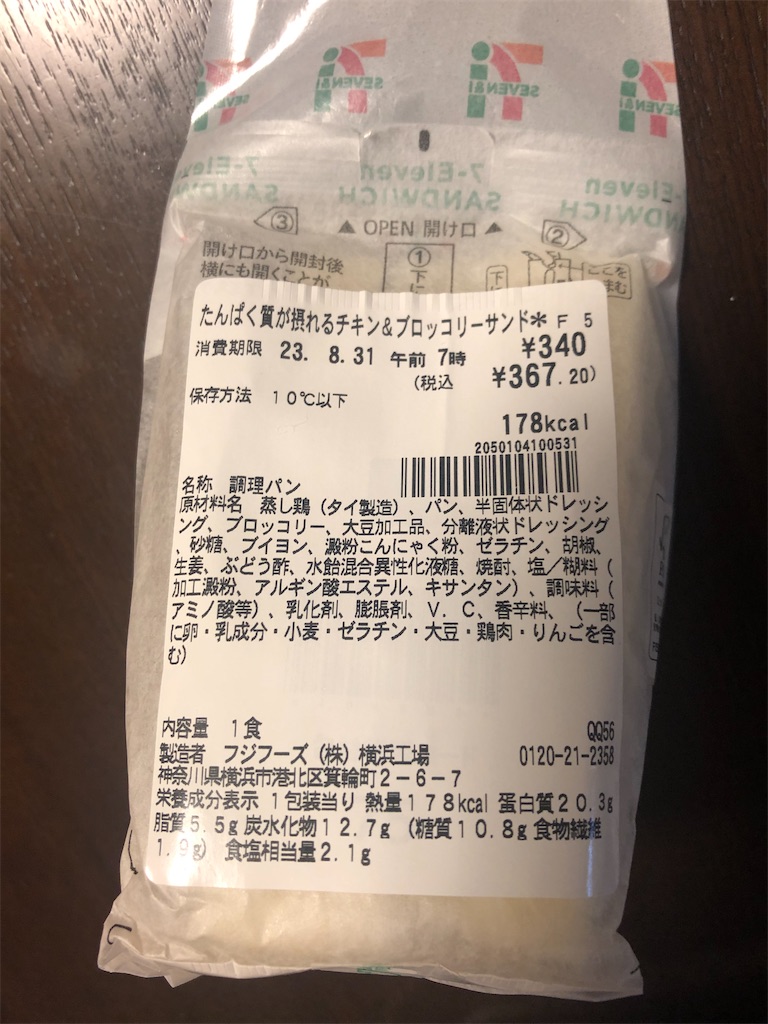 SEVEN&i SEVEN&i SEVEN&i SEVEN&i
7-Eleven 7-Eleven 7-Eleven
SANDWICH SANDWICH SANDWICH
③ ▲ OPEN 開け口 ▲ ②
開け口から開封後 ① ここを
横にも開くことが 下に 下に
たんぱく質が摂れるチキン&ブロッコリーサンド* F 5
消費期限 23. 8.31 午前 7時 ¥340
(税込 ¥367.20)
保存方法 10℃以下
178kcal
2050104100531
名称 調理パン
原材料名 蒸し鶏(タイ製造)、パン、半固体状ドレッシ
ング、ブロッコリー、大豆加工品、分離液状ドレッシング
、砂糖、ブイヨン、澱粉こんにゃく粉、ゼラチン、胡椒、
生姜、ぶどう酢、水飴混合異性化液糖、焼酎、塩/糊料(
加工澱粉、アルギン酸エステル、キサンタン)、調味料(
アミノ酸等)、乳化剤、膨脹剤、V.C、香辛料、(一部
に卵・乳成分・小麦・ゼラチン・大豆・鶏肉・りんごを含
む)
内容量 1食 QQ56
製造者 フジフーズ(株)横浜工場 0120-21-2358
神奈川県横浜市港北区箕輪町2-6-7
栄養成分表示 1包装当り 熱量178kcal 蛋白質20.3g
脂質5.5g 炭水化物12.7g (糖質10.8g 食物繊維
1.9g) 食塩相当量2.1g